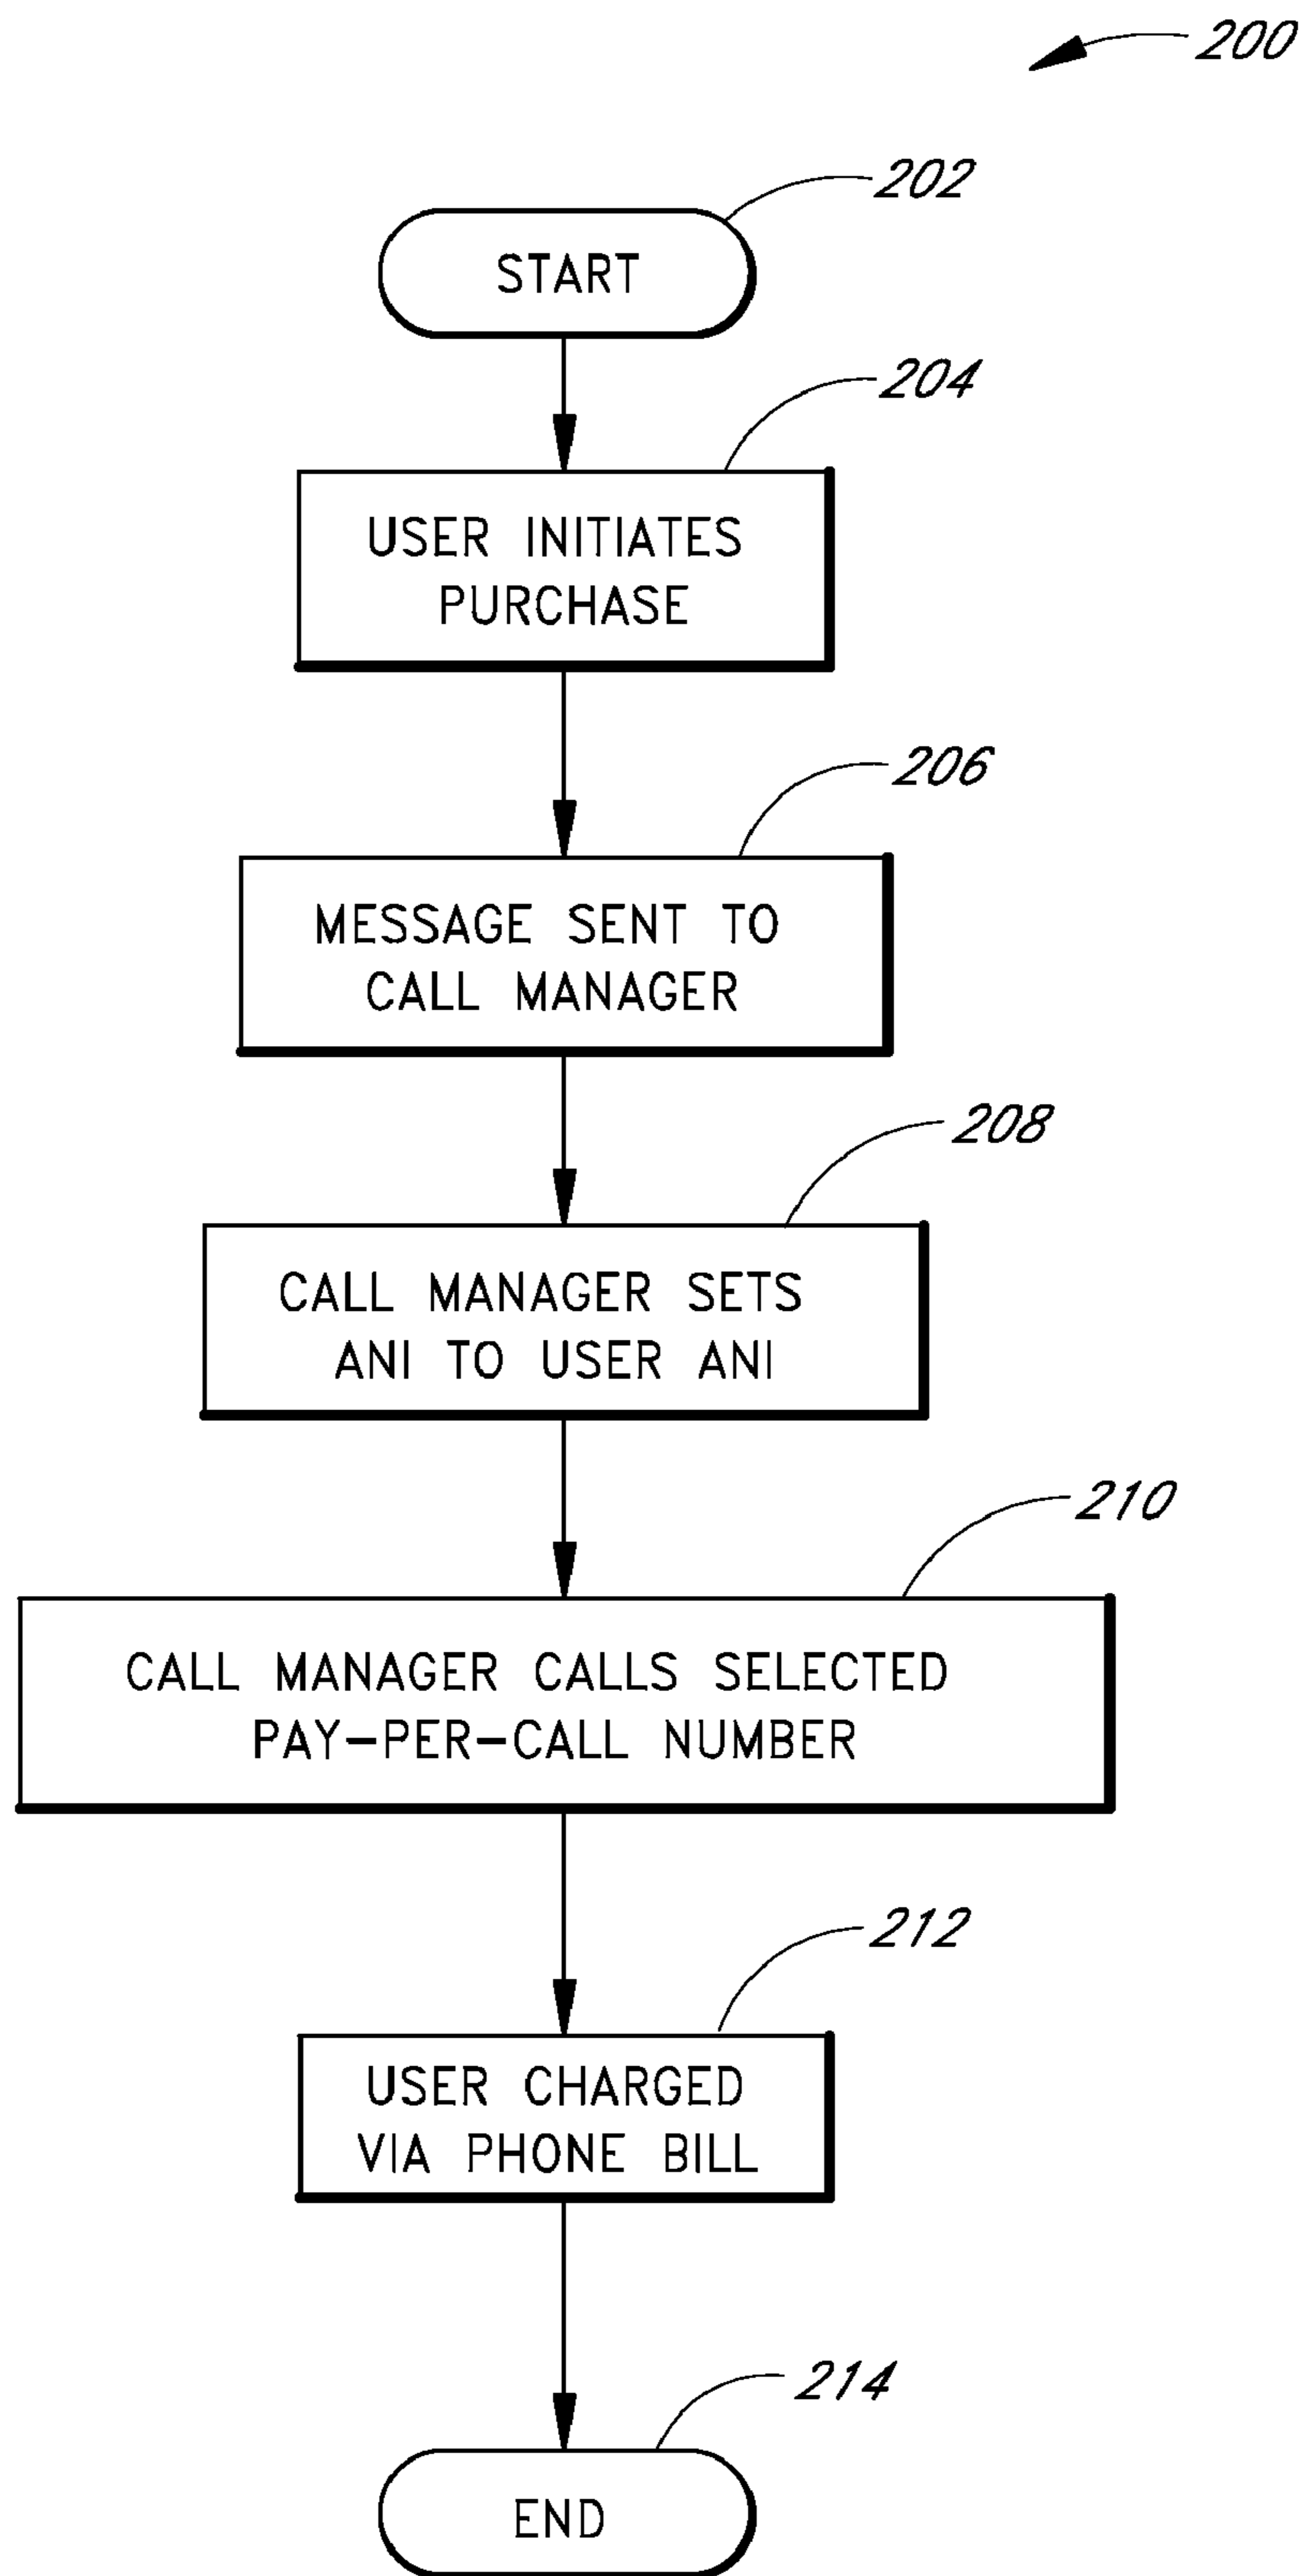 200
202
START
204
USER INITIATES
PURCHASE
206
MESSAGE SENT TO
CALL MANAGER
208
CALL MANAGER SETS
ANI TO USER ANI
210
CALL MANAGER CALLS SELECTED
PAY-PER-CALL NUMBER
212
USER CHARGED
VIA PHONE BILL
214
END